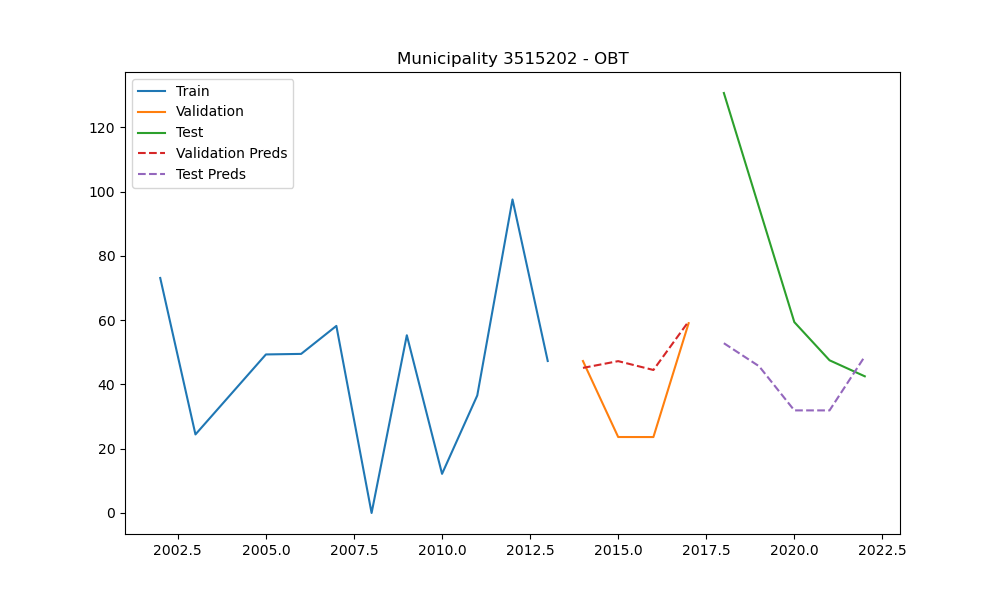 Municipality 3515202 - OBT
Train
Validation
Test
Validation Preds
Test Preds
120
100
80
60
40
20
0
2002.5 2005.0 2007.5 2010.0 2012.5 2015.0 2017.5 2020.0 2022.5